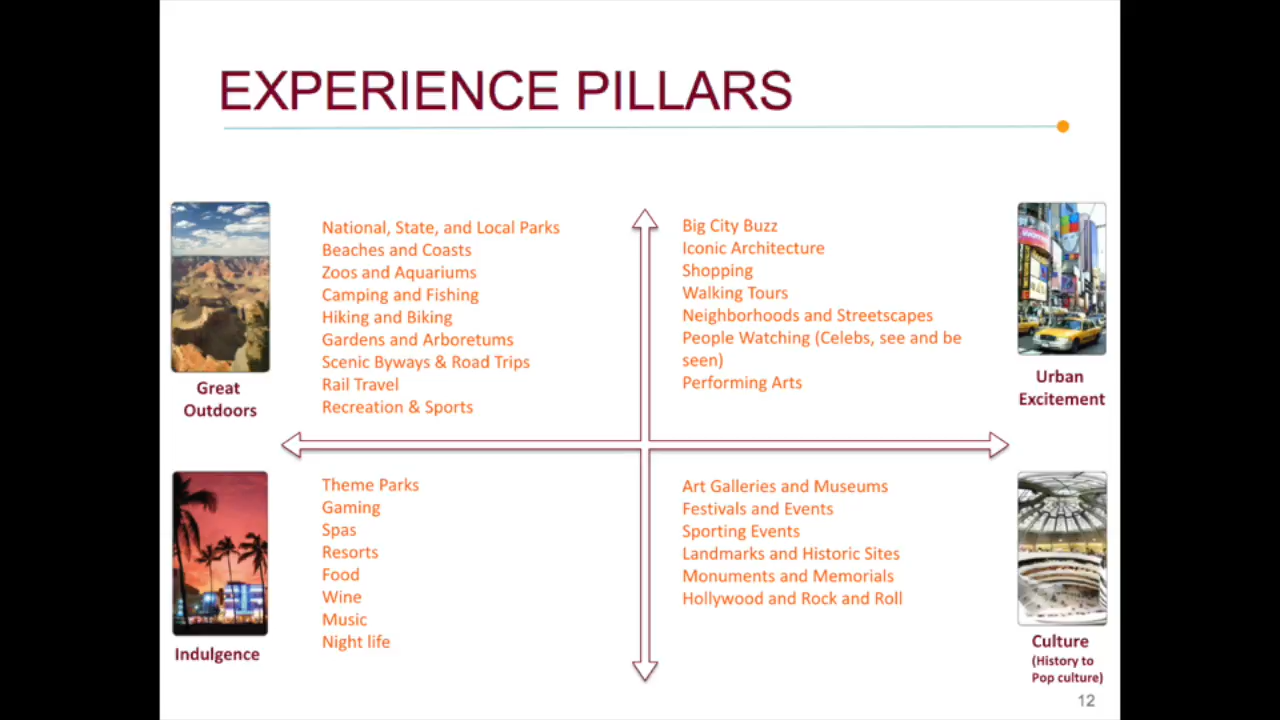 EXPERIENCE PILLARS
National, State, and Local Parks
Beaches and Coasts
Zoos and Aquariums
Camping and Fishing
Hiking and Biking
Gardens and Arboretums
Scenic Byways & Road Trips
Rail Travel
Recreation & Sports
Great
Outdoors
Big City Buzz
Iconic Architecture
Shopping
Walking Tours
Neighborhoods and Streetscapes
People Watching (Celebs, see and be
seen)
Performing Arts
Urban
Excitement
Theme Parks
Gaming
Spas
Resorts
Food
Wine
Music
Night life
Indulgence
Art Galleries and Museums
Festivals and Events
Sporting Events
Landmarks and Historic Sites
Monuments and Memorials
Hollywood and Rock and Roll
Culture
(History to
Pop culture)
12